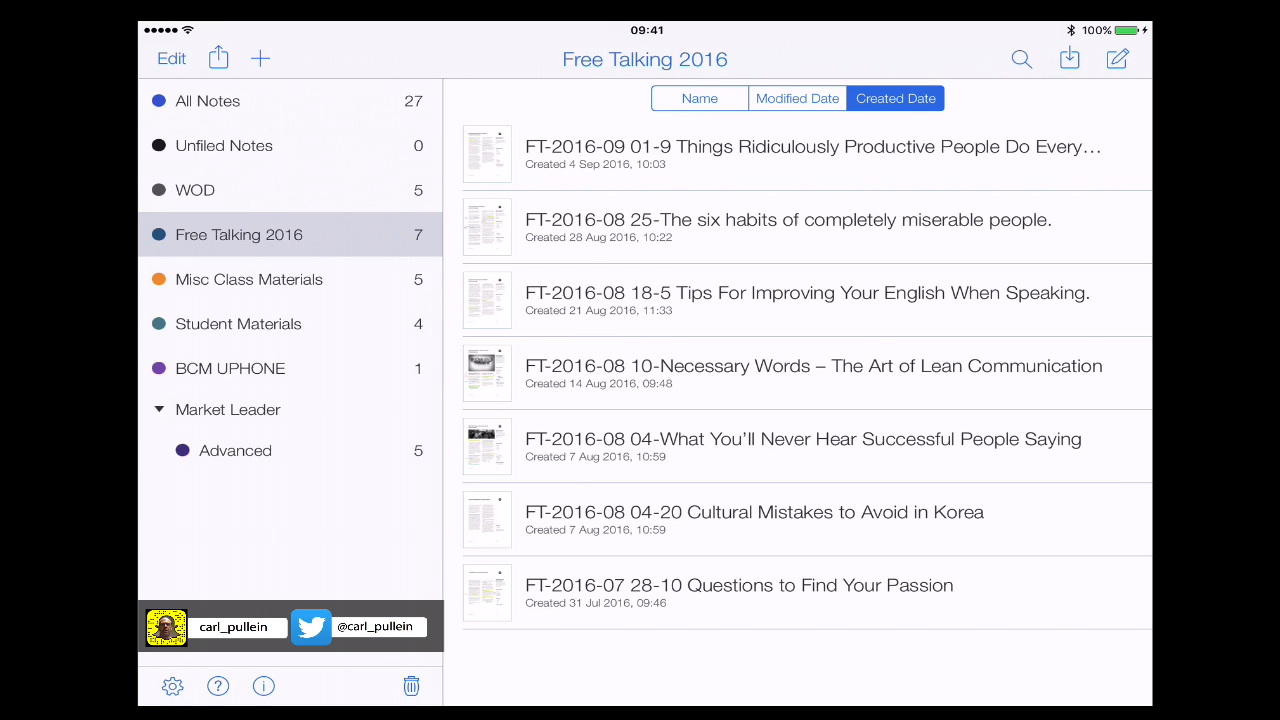 09:41
100%
Edit
Free Talking 2016
All Notes 27
Unfiled Notes 0
WOD 5
Free Talking 2016 7
Misc Class Materials 5
Student Materials 4
BCM UPHONE 1
Market Leader
Advanced 5
carl_pullein
@carl_pullein
Name
Modified Date
Created Date
FT-2016-09 01-9 Things Ridiculously Productive People Do Every…
Created 4 Sep 2016, 10:03
FT-2016-08 25-The six habits of completely miserable people.
Created 28 Aug 2016, 10:22
FT-2016-08 18-5 Tips For Improving Your English When Speaking.
Created 21 Aug 2016, 11:33
FT-2016-08 10-Necessary Words – The Art of Lean Communication
Created 14 Aug 2016, 09:48
FT-2016-08 04-What You’ll Never Hear Successful People Saying
Created 7 Aug 2016, 10:59
FT-2016-08 04-20 Cultural Mistakes to Avoid in Korea
Created 7 Aug 2016, 10:59
FT-2016-07 28-10 Questions to Find Your Passion
Created 31 Jul 2016, 09:46